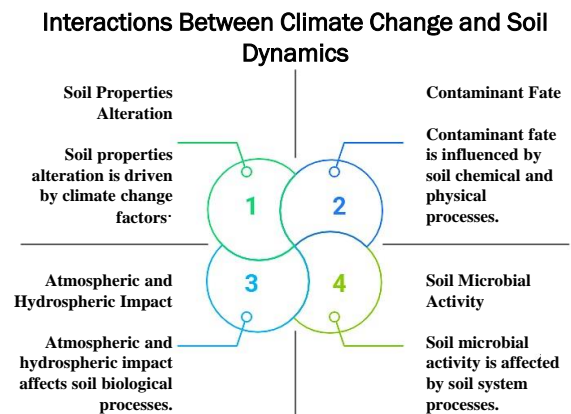 Interactions Between Climate Change and Soil
Dynamics
Soil Properties
Alteration
Soil properties
alteration is driven
by climate change
factors.
1
Contaminant Fate
Contaminant fate
is influenced by
soil chemical and
physical
processes.
2
Atmospheric and
Hydrospheric Impact
Atmospheric and
hydrospheric impact
affects soil biological
processes.
3
Soil Microbial
Activity
Soil microbial
activity is affected
by soil system
processes.
4